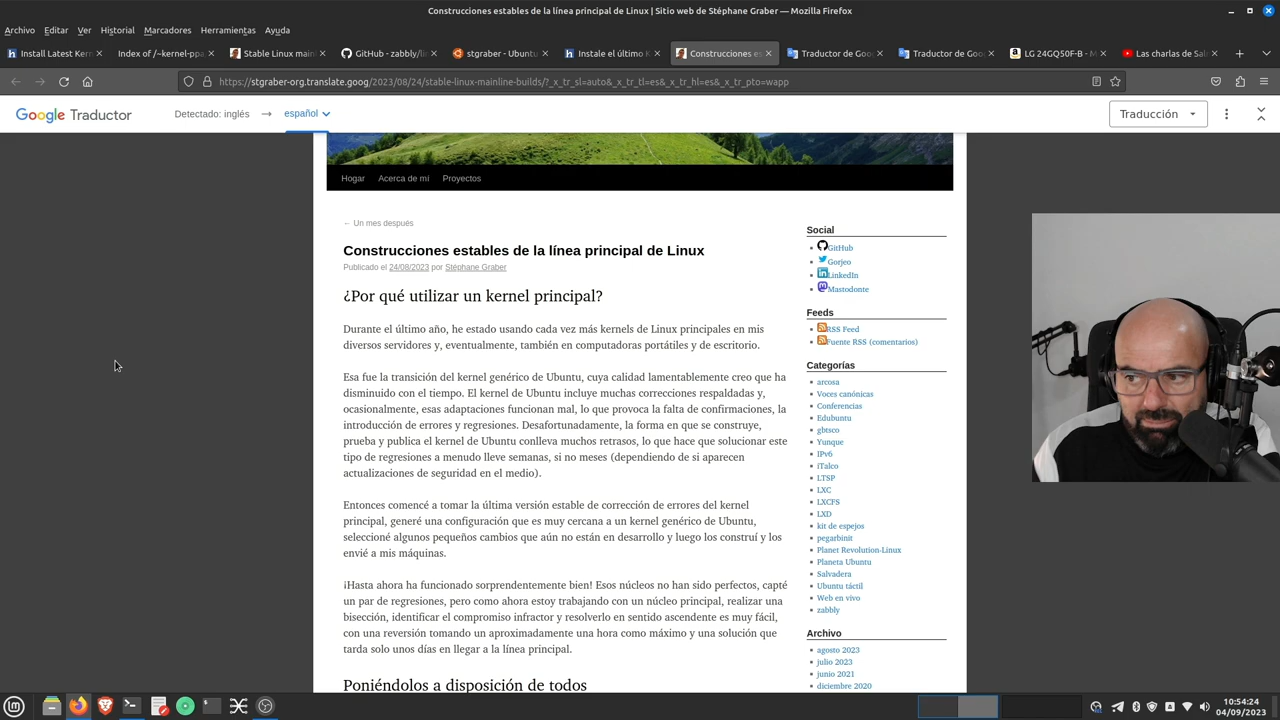 Construcciones estables de la línea principal de Linux | Sitio web de Stéphane Graber — Mozilla Firefox
Archivo Editar Ver Historial Marcadores Herramientas Ayuda
Install Latest Kern
Index of /~kernel-ppa
Stable Linux main
GitHub - zabbly/li
stgraber - Ubuntu
Instale el último K
Construcciones es
Traductor de Goo
Traductor de Goo
LG 24GQ50F-B - M
Las charlas de Sal
https://stgraber-org.translate.goog/2023/08/24/stable-linux-mainline-builds/?_x_tr_sl=auto&_x_tr_tl=es&_x_tr_hl=es&_x_tr_pto=wapp
Google Traductor
Detectado: inglés → español
Traducción
Hogar Acerca de mí Proyectos
← Un mes después
Construcciones estables de la línea principal de Linux
Publicado el 24/08/2023 por Stéphane Graber
¿Por qué utilizar un kernel principal?
Durante el último año, he estado usando cada vez más kernels de Linux principales en mis
diversos servidores y, eventualmente, también en computadoras portátiles y de escritorio.
Esa fue la transición del kernel genérico de Ubuntu, cuya calidad lamentablemente creo que ha
disminuido con el tiempo. El kernel de Ubuntu incluye muchas correcciones respaldadas y,
ocasionalmente, esas adaptaciones funcionan mal, lo que provoca la falta de confirmaciones, la
introducción de errores y regresiones. Desafortunadamente, la forma en que se construye,
prueba y publica el kernel de Ubuntu conlleva muchos retrasos, lo que hace que solucionar este
tipo de regresiones a menudo lleve semanas, si no meses (dependiendo de si aparecen
actualizaciones de seguridad en el medio).
Entonces comencé a tomar la última versión estable de corrección de errores del kernel
principal, generé una configuración que es muy cercana a un kernel genérico de Ubuntu,
seleccioné algunos pequeños cambios que aún no están en desarrollo y luego los construí y los
envié a mis máquinas.
¡Hasta ahora ha funcionado sorprendentemente bien! Esos núcleos no han sido perfectos, capté
un par de regresiones, pero como ahora estoy trabajando con un núcleo principal, realizar una
bisección, identificar el compromiso infractor y resolverlo en sentido ascendente es muy fácil,
con una reversión tomando un aproximadamente una hora como máximo y una solución que
tarda solo unos días en llegar a la línea principal.
Poniéndolos a disposición de todo
Social
GitHub
Gorjeo
LinkedIn
Mastodonte
Feeds
RSS Feed
Fuente RSS (comentarios)
Categorías
arcosa
Voces canónicas
Conferencias
Edubuntu
gbtsco
Yunque
IPv6
iTalco
LTSP
LXC
LXCFS
LXD
kit de espejos
pegarbinit
Planet Revolution-Linux
Planeta Ubuntu
Salvadera
Ubuntu táctil
Web en vivo
zabbly
Archivo
agosto 2023
julio 2023
junio 2021
diciembre 2020
10:54:24
04/09/2023